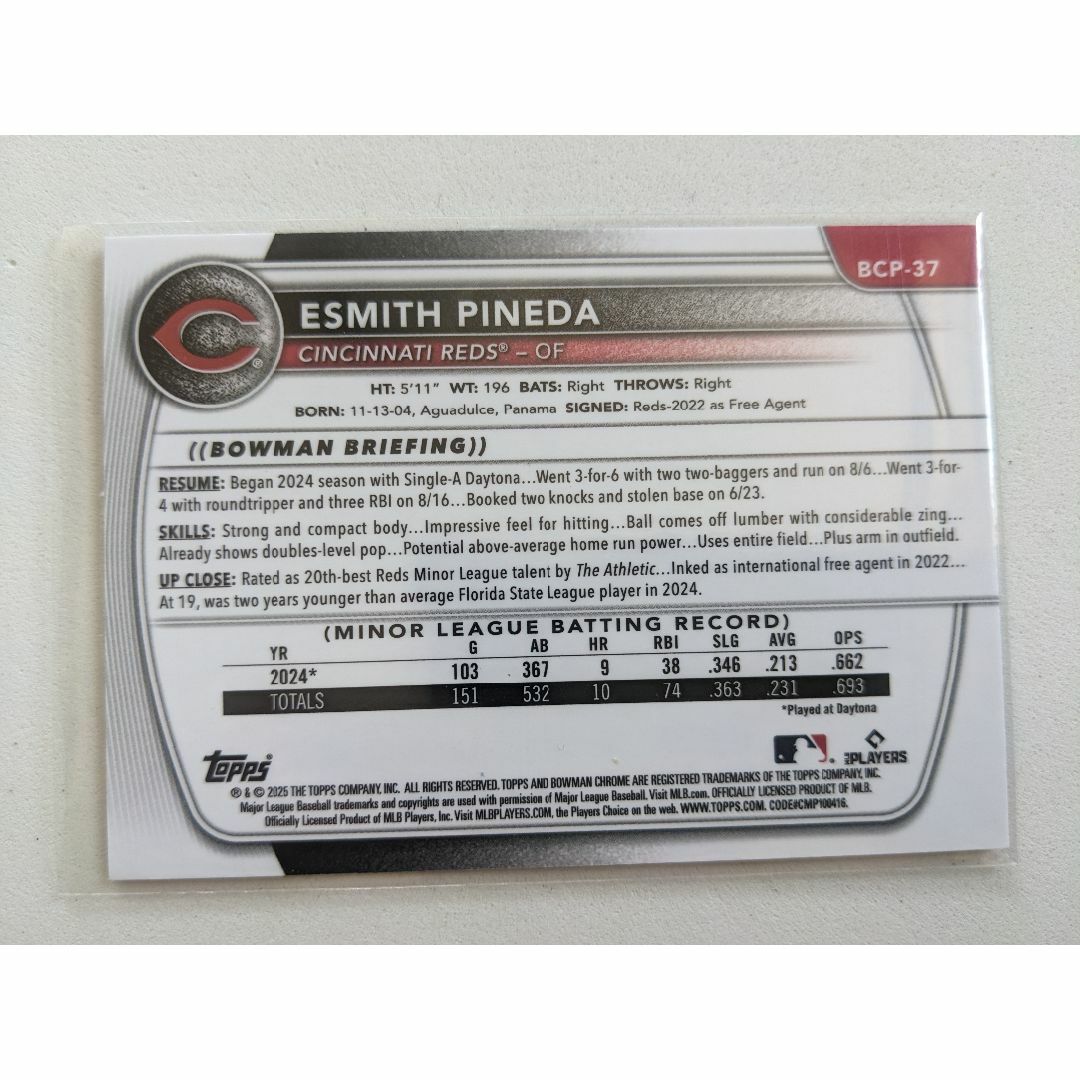 BCP-37
ESMITH PINEDA
CINCINNATI REDS® – OF
HT: 5'11" WT: 196 BATS: Right THROWS: Right
BORN: 11-13-04, Aguadulce, Panama SIGNED: Reds-2022 as Free Agent
((BOWMAN BRIEFING))
RESUME: Began 2024 season with Single-A Daytona...Went 3-for-6 with two two-baggers and run on 8/6...Went 3-for-
4 with roundtripper and three RBI on 8/16...Booked two knocks and stolen base on 6/23.
SKILLS: Strong and compact body...Impressive feel for hitting...Ball comes off lumber with considerable zing...
Already shows doubles-level pop...Potential above-average home run power...Uses entire field...Plus arm in outfield.
UP CLOSE: Rated as 20th-best Reds Minor League talent by The Athletic...Inked as international free agent in 2022...
At 19, was two years younger than average Florida State League player in 2024.
(MINOR LEAGUE BATTING RECORD)
YR G AB HR RBI SLG AVG OPS
2024* 103 367 9 38 .346 .213 .662
TOTALS 151 532 10 74 .363 .231 .693
*Played at Daytona
C®
topps®
MLB PLAYERS
® & © 2025 THE TOPPS COMPANY, INC. ALL RIGHTS RESERVED. TOPPS AND BOWMAN CHROME ARE REGISTERED TRADEMARKS OF THE TOPPS COMPANY, INC.
Major League Baseball trademarks and copyrights are used with permission of Major League Baseball. Visit MLB.com. OFFICIALLY LICENSED PRODUCT OF MLB.
Officially Licensed Product of MLB Players, Inc. Visit MLBPLAYERS.COM, the Players Choice on the web. WWW.TOPPS.COM. CODE#CMP100416.